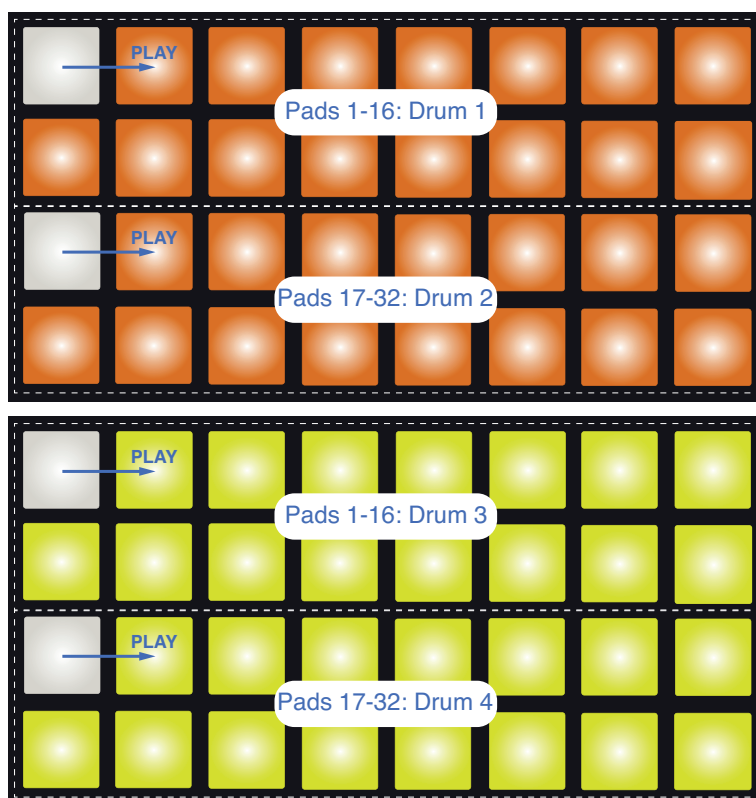 PLAY
Pads 1-16: Drum 1
PLAY
Pads 17-32: Drum 2
PLAY
Pads 1-16: Drum 3
PLAY
Pads 17-32: Drum 4